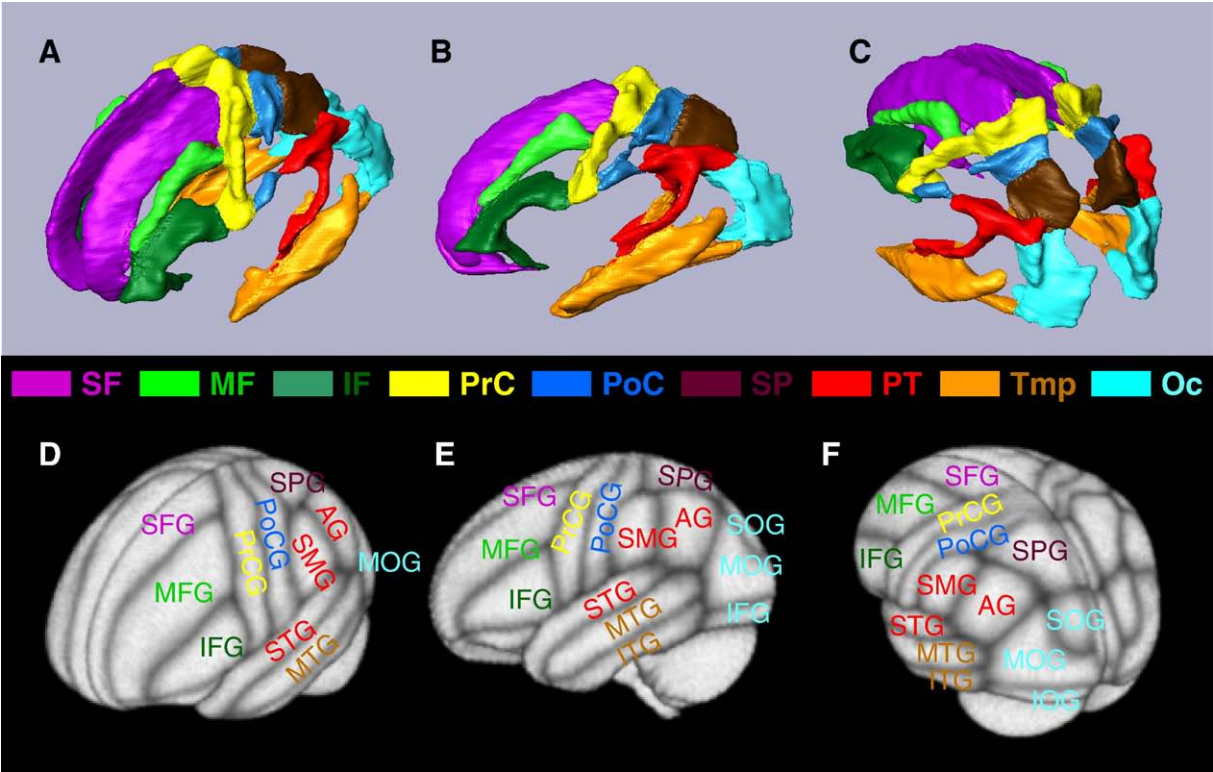 A B C
SF MF IF PrC PoC SP PT Tmp Oc
D E F
SPG
SFG
AG
PoCG
PrCG
SMG
MOG
MFG
STG
IFG
MTG
SPG
SFG
PrCG
PoCG
AG
SOG
SMG
MFG
MOG
IFG
STG
MTG
IFG
ITG
SFG
MFG
PrCG
PoCG
SPG
IFG
SMG
AG
STG
SOG
MTG
MOG
ITG
IOG